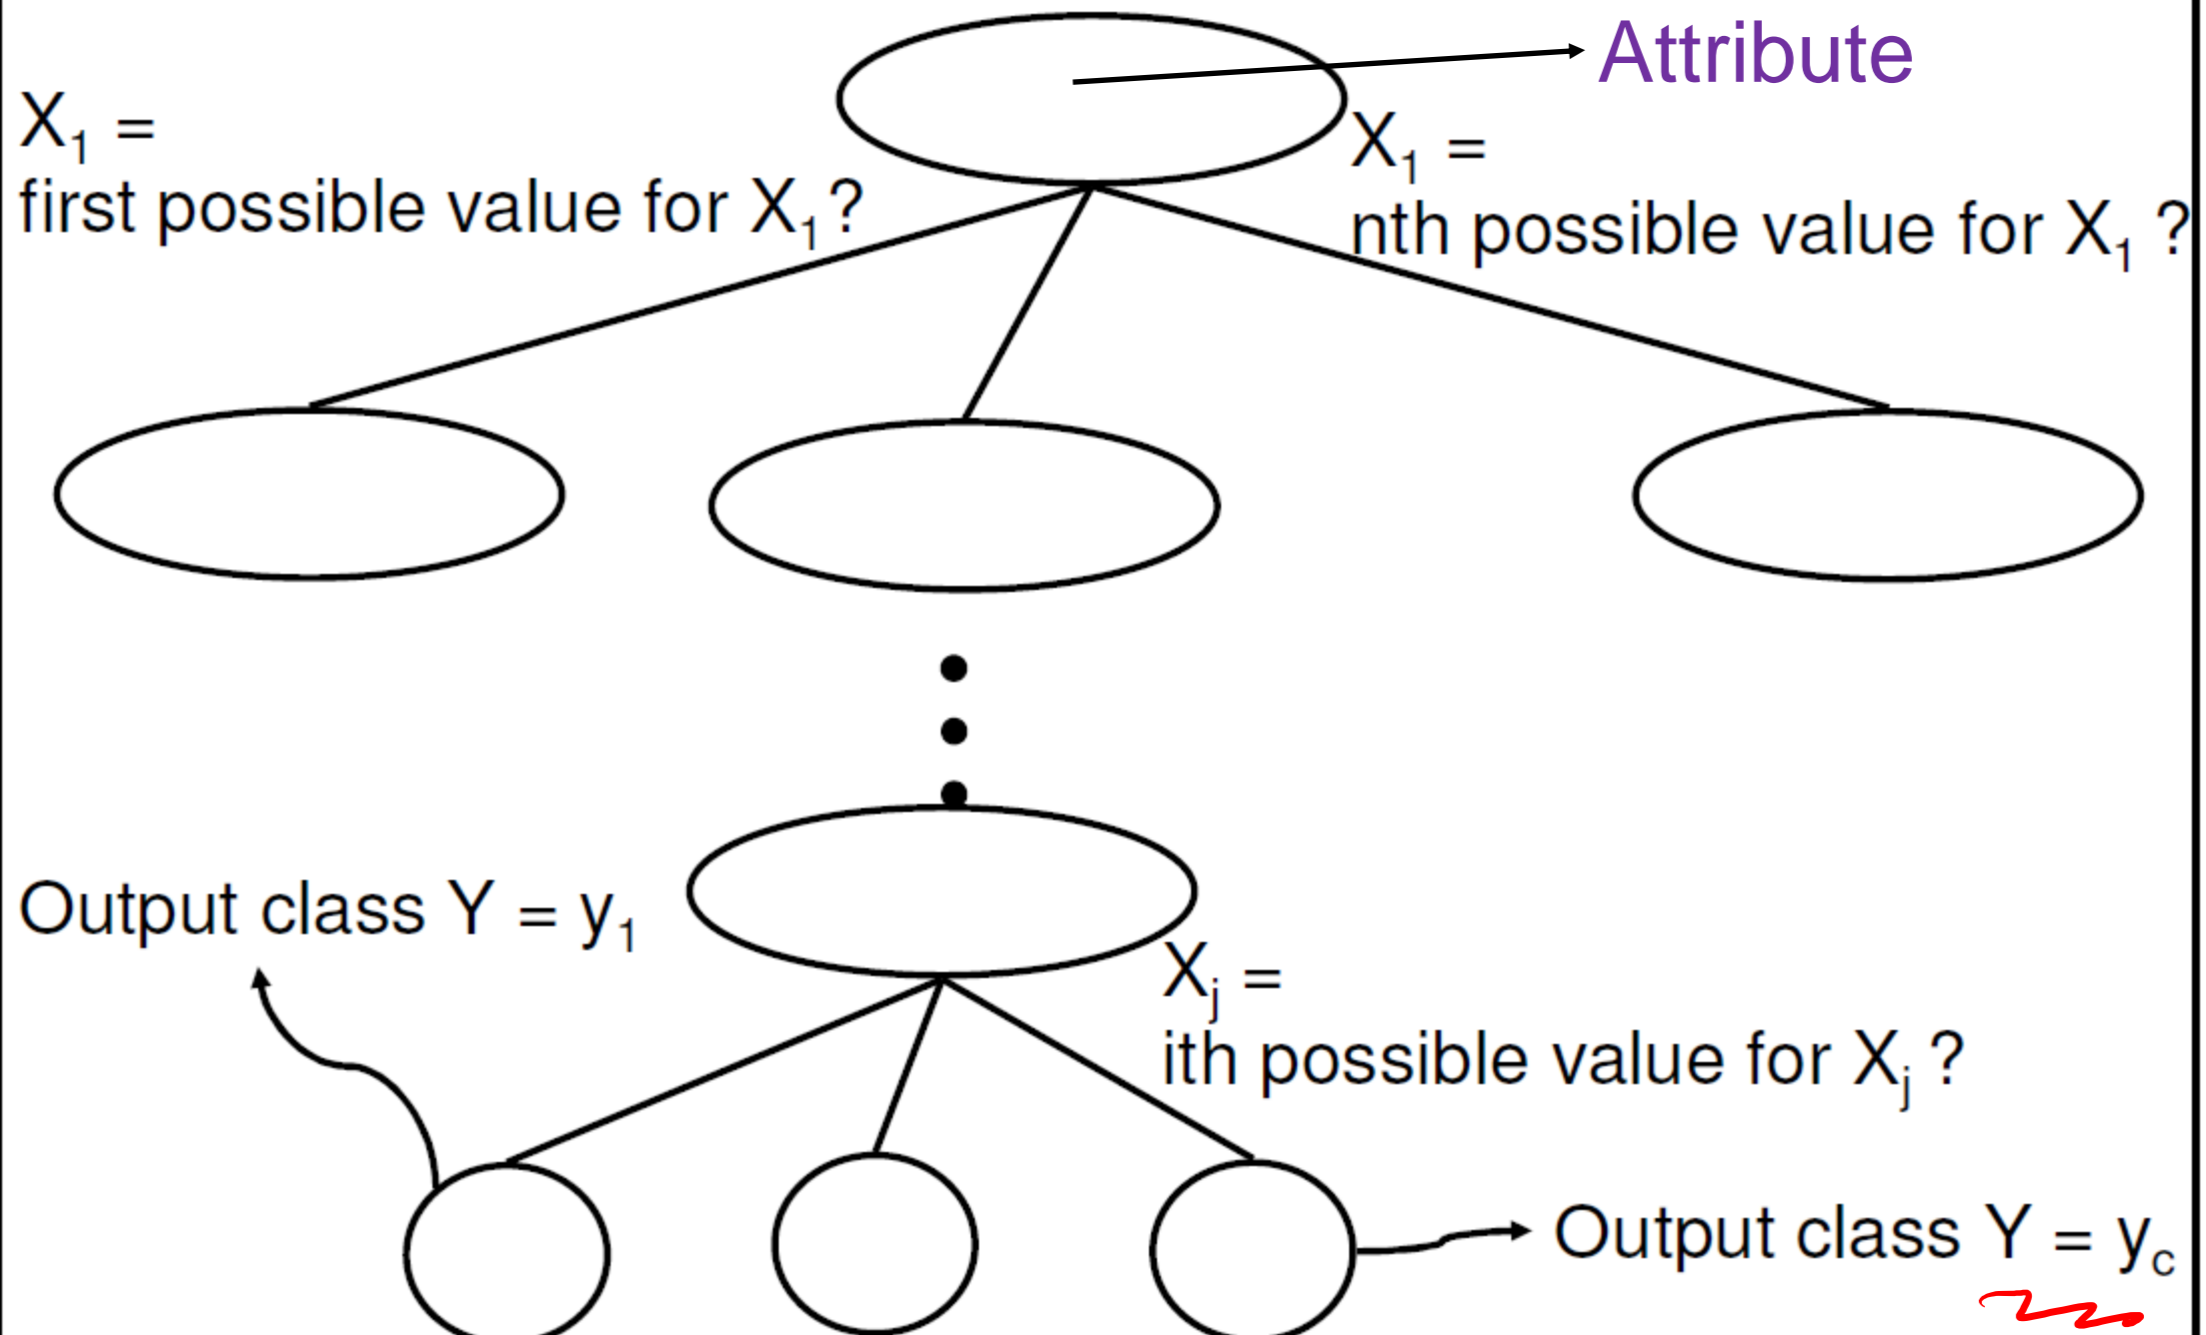 Attribute
X₁ =
first possible value for X₁?
X₁ =
nth possible value for X₁ ?
Output class Y = y₁
Xⱼ =
ith possible value for Xⱼ ?
Output class Y = y꜀